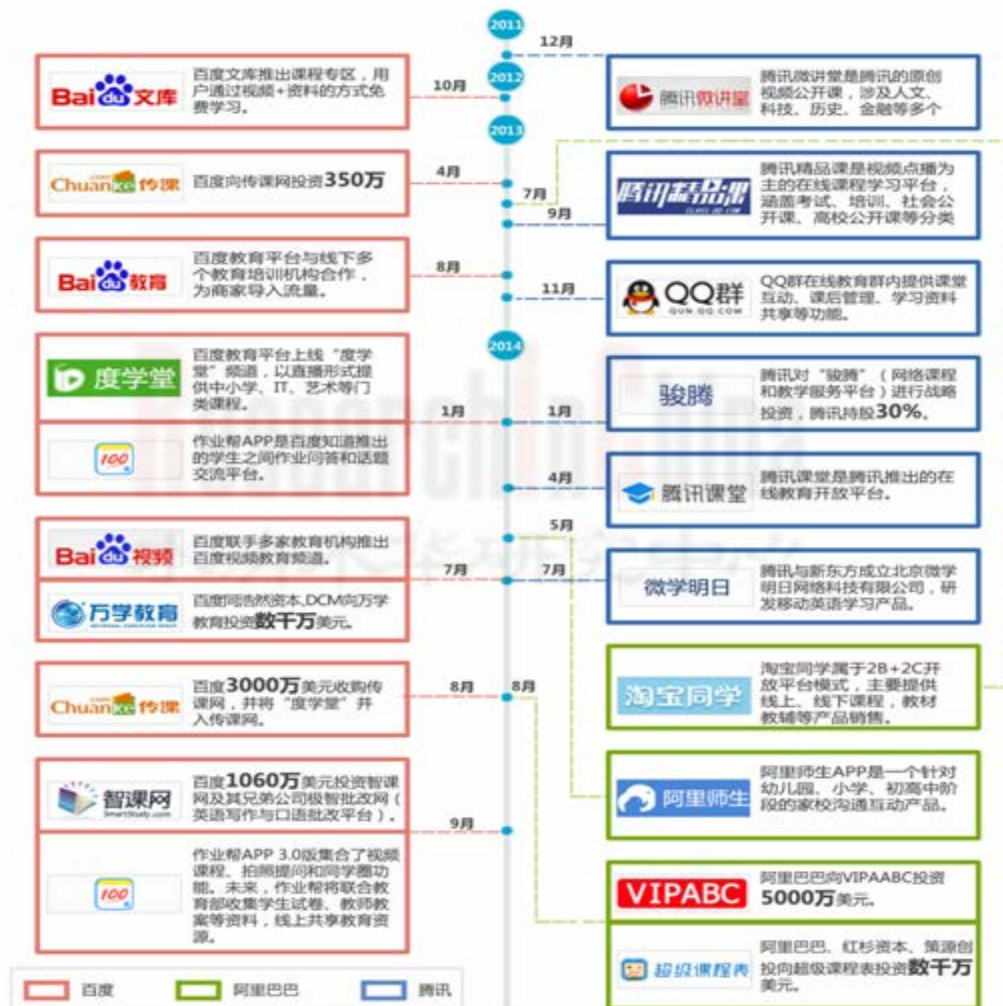 2011
12月
腾讯微讲堂
腾讯微讲堂是腾讯的原创
视频公开课，涉及人文、
科技、历史、金融等多个
2012
10月
Bai du 文库
百度文库推出课程专区，用
户通过视频+资料的方式免
费学习。
2013
4月
Chuanke 传课
百度向传课网投资350万
7月
9月
腾讯精品课
CLASS.QQ.COM
腾讯精品课是视频点播为
主的在线课程学习平台，
涵盖考试、培训、社会公
开课、高校公开课等分类
8月
Bai du 教育
百度教育平台与线下多
个教育培训机构合作，
为商家导入流量。
11月
QQ群
QUN.QQ.COM
QQ群在线教育群内提供课堂
互动、课后管理、学习资料
共享等功能。
2014
度学堂
百度教育平台上线“度学
堂”频道，以直播形式提
供中小学、IT、艺术等门
类课程。
1月
1月
骏腾
腾讯对“骏腾”（网络课程
和教学服务平台）进行战略
投资，腾讯持股30%。
100
作业帮APP是百度知道推出
的学生之间作业问答和话题
交流平台。
4月
腾讯课堂
腾讯课堂是腾讯推出的在
线教育开放平台。
5月
Bai du 视频
百度联手多家教育机构推出
百度视频教育频道。
7月
7月
微学明日
腾讯与新东方成立北京微学
明日网络科技有限公司，研
发移动英语学习产品。
万学教育
百度同浩然资本、DCM向万学
教育投资数千万美元。
淘宝同学
淘宝同学属于2B+2C开
放平台模式，主要提供
线上、线下课程，教材
教辅等产品销售。
8月
8月
Chuanke 传课
百度3000万美元收购传
课网，并将“度学堂”并
入传课网。
阿里师生
阿里师生APP是一个针对
幼儿园、小学、初高中阶
段的家校沟通互动产品。
智课网
SmartStudy.com
百度1060万美元投资智课
网及其兄弟公司极智批改网（
英语写作与口语批改平台）。
9月
100
作业帮APP 3.0版集合了视频
课程、拍照提问和同学圈功
能。未来，作业帮将联合教
育部收集学生试卷、教师教
案等资料，线上共享教育资
源。
VIPABC
阿里巴巴向VIPAABC投资
5000万美元。
超级课程表
阿里巴巴、红杉资本、策源创
投向超级课程表投资数千万
美元。
百度
阿里巴巴
腾讯